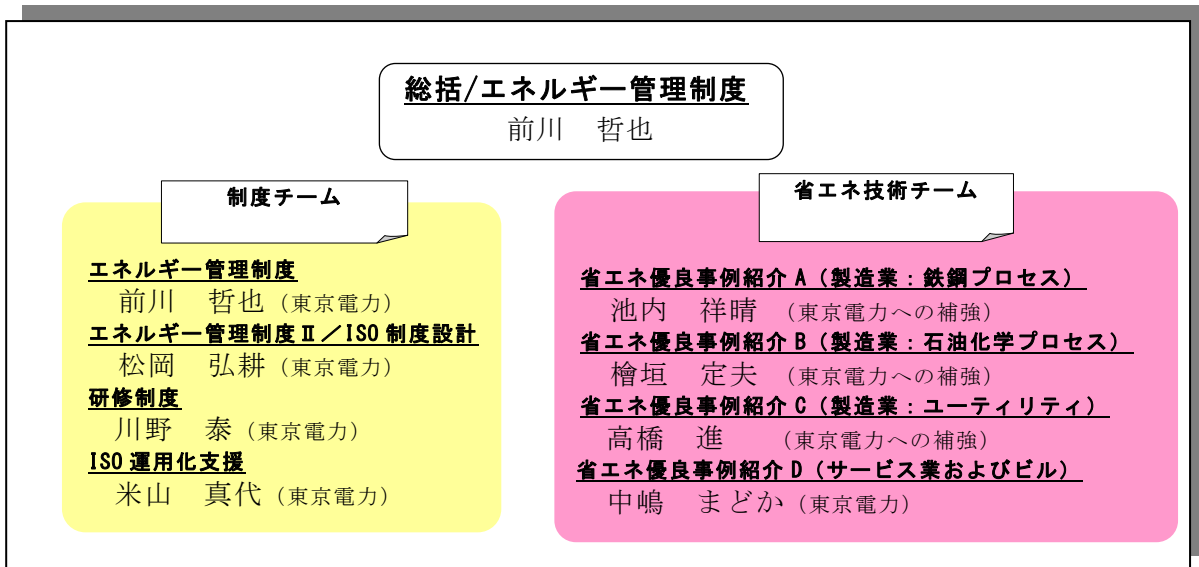 総括/エネルギー管理制度
前川　哲也
制度チーム
エネルギー管理制度
前川　哲也（東京電力）
エネルギー管理制度Ⅱ／ISO 制度設計
松岡　弘耕（東京電力）
研修制度
川野　泰（東京電力）
ISO 運用化支援
米山　真代（東京電力）
省エネ技術チーム
省エネ優良事例紹介 A（製造業：鉄鋼プロセス）
池内　祥晴　（東京電力への補強）
省エネ優良事例紹介 B（製造業：石油化学プロセス）
檜垣　定夫　（東京電力への補強）
省エネ優良事例紹介 C（製造業：ユーティリティ）
高橋　進　　（東京電力への補強）
省エネ優良事例紹介 D（サービス業およびビル）
中嶋　まどか（東京電力）